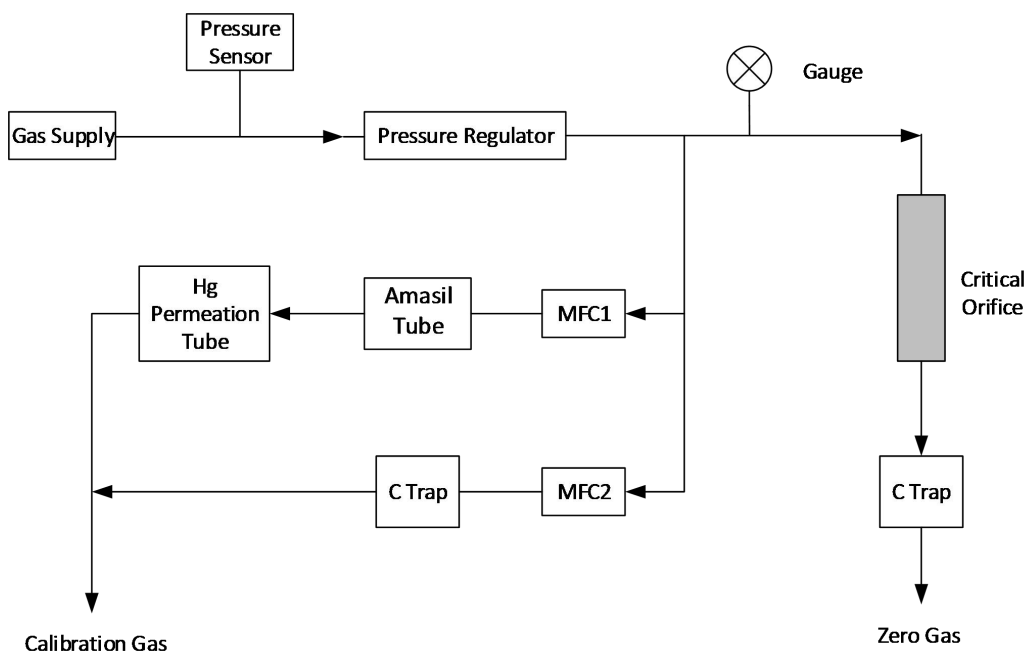 Pressure
Sensor
Gauge
Gas Supply
Pressure Regulator
Hg
Permeation
Tube
Amasil
Tube
MFC1
Critical
Orifice
C Trap
MFC2
C Trap
Calibration Gas
Zero Gas